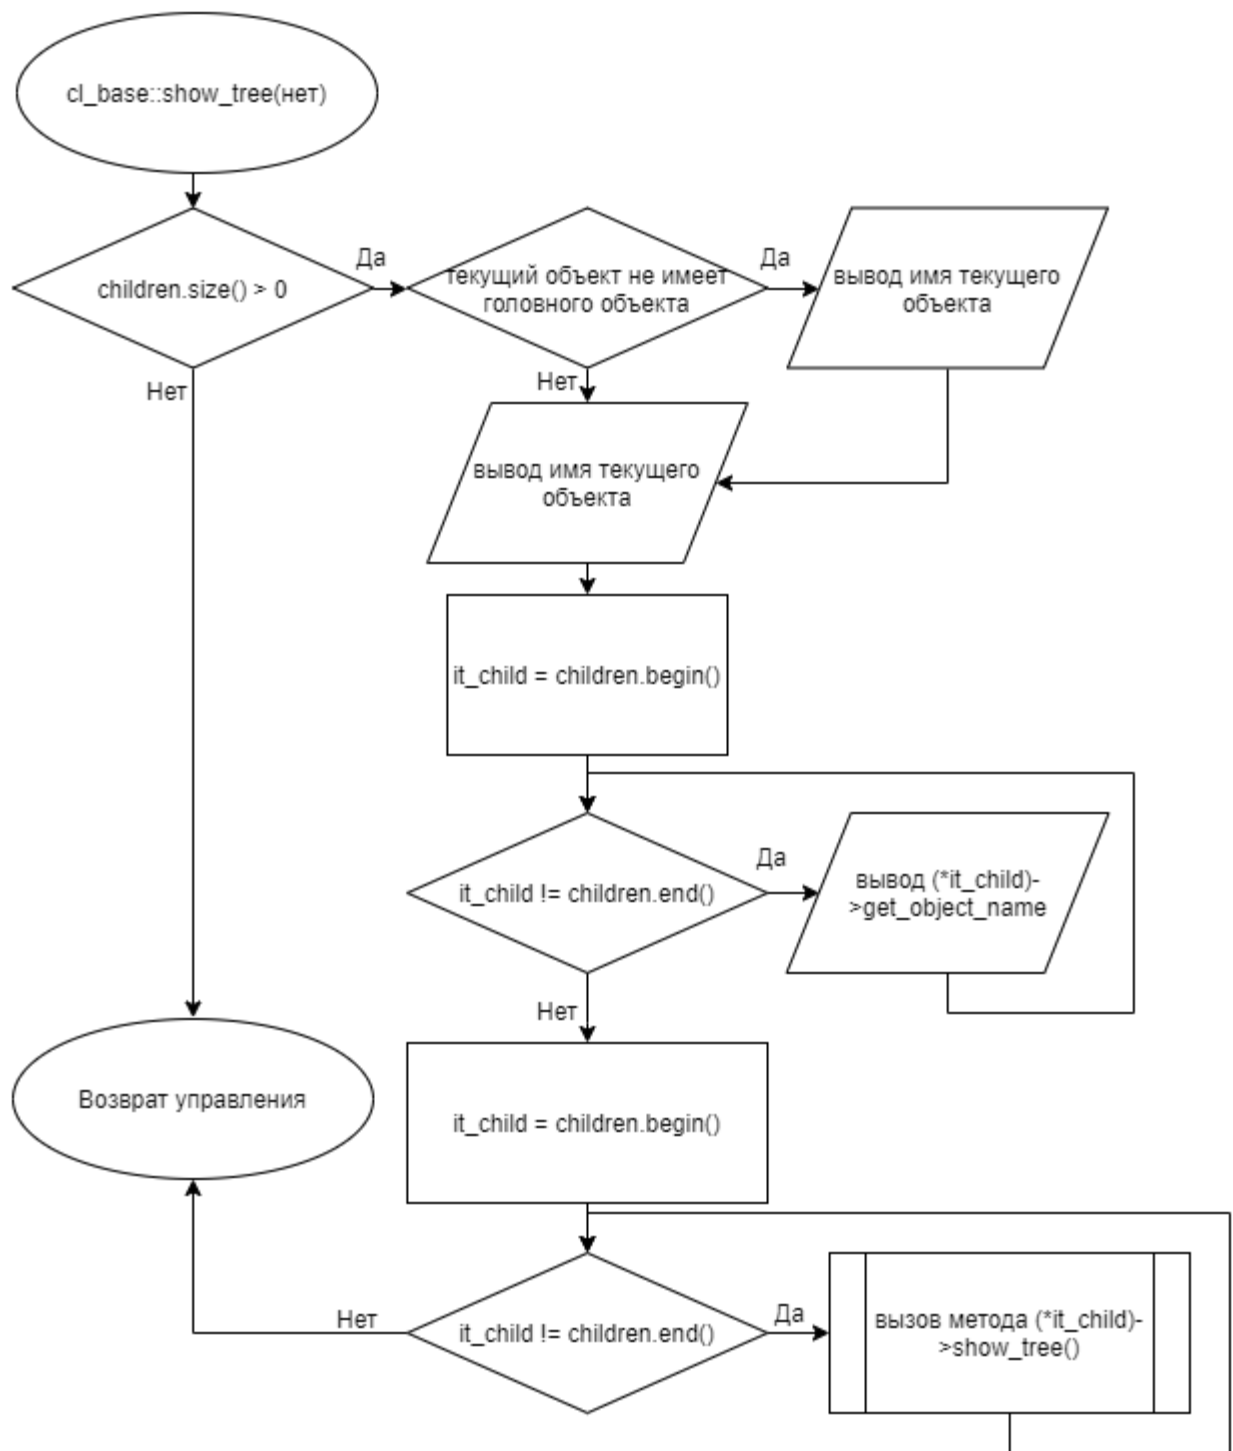 cl_base::show_tree(нет)
children.size() > 0
Да
текущий объект не имеет
головного объекта
Да
вывод имя текущего
объекта
Нет
Нет
вывод имя текущего
объекта
it_child = children.begin()
it_child != children.end()
Да
вывод (*it_child)-
>get_object_name
Нет
Возврат управления
it_child = children.begin()
Нет
it_child != children.end()
Да
вызов метода (*it_child)-
>show_tree()